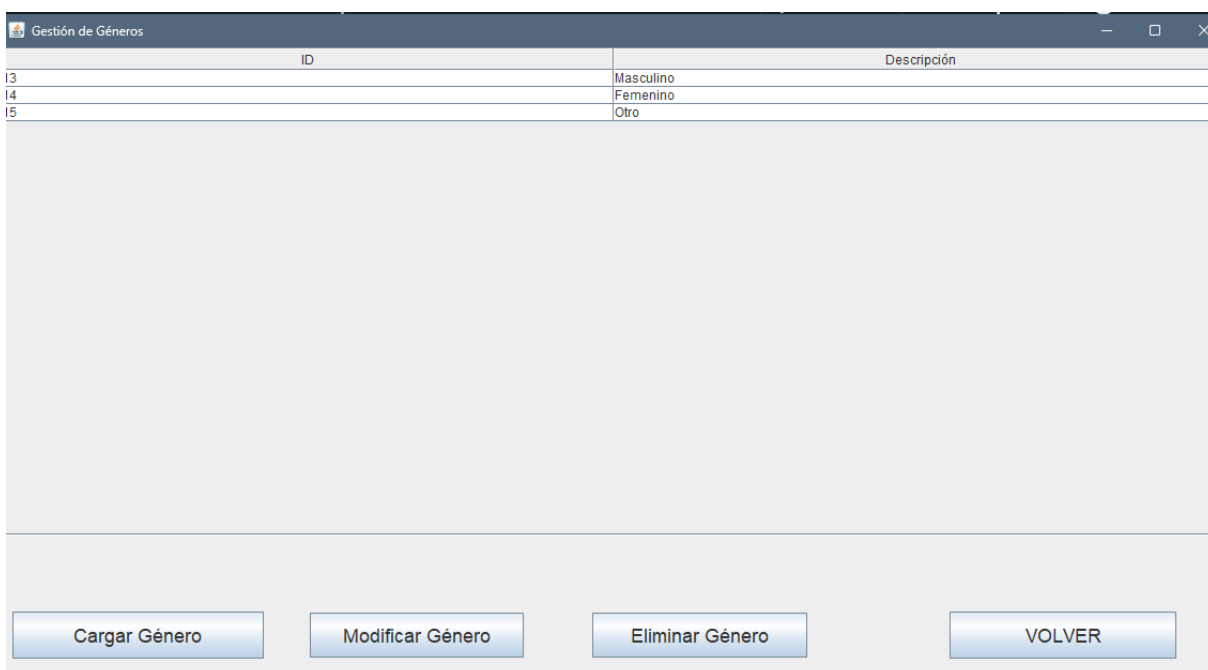 Gestión de Géneros
ID Descripción
13 Masculino
14 Femenino
15 Otro
Cargar Género Modificar Género Eliminar Género VOLVER